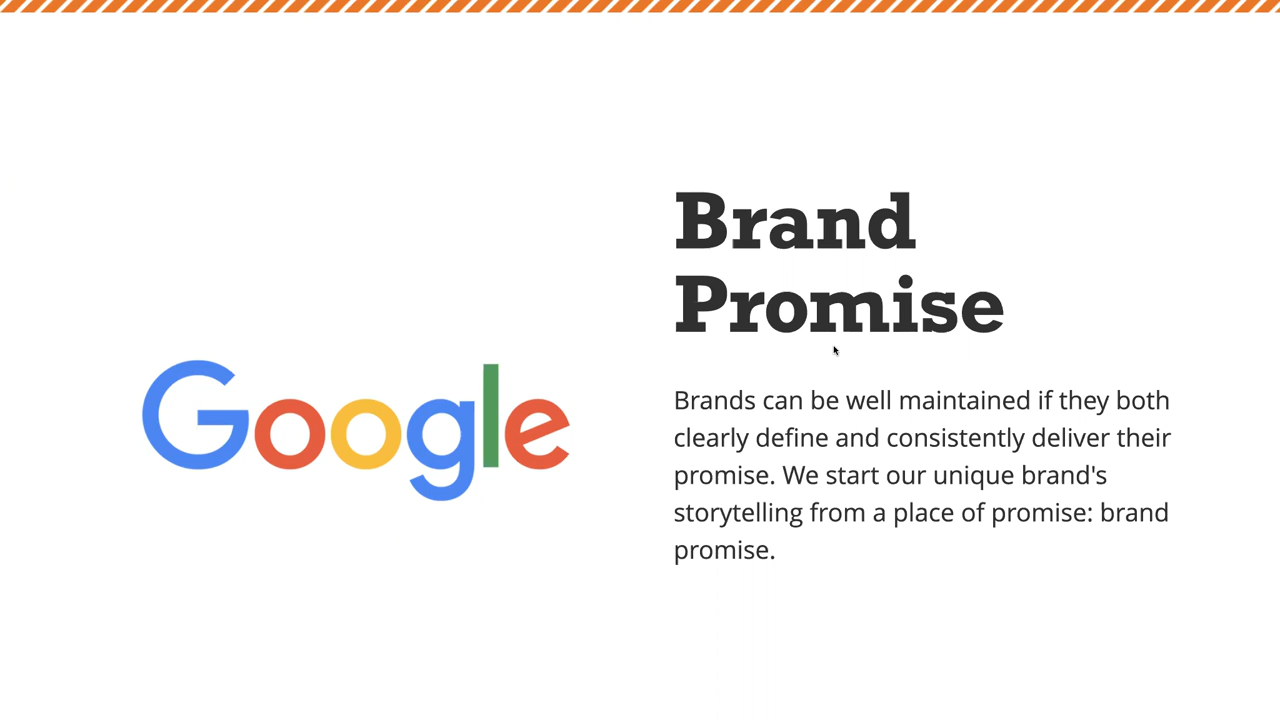 Brand
Promise
Google
Brands can be well maintained if they both
clearly define and consistently deliver their
promise. We start our unique brand's
storytelling from a place of promise: brand
promise.